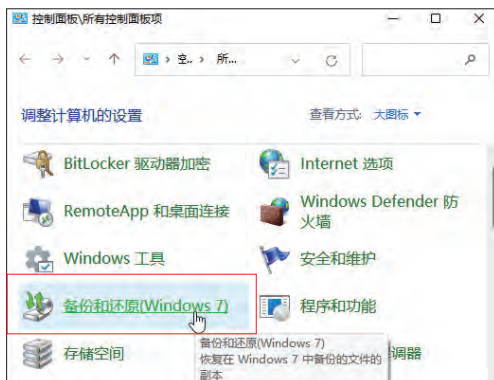 控制面板\所有控制面板项
空.. › 所...
调整计算机的设置
查看方式: 大图标
BitLocker 驱动器加密
Internet 选项
RemoteApp 和桌面连接
Windows Defender 防
火墙
Windows 工具
安全和维护
备份和还原(Windows 7)
程序和功能
备份和还原(Windows 7)
恢复在 Windows 7 中备份的文件的
副本
存储空间
调器